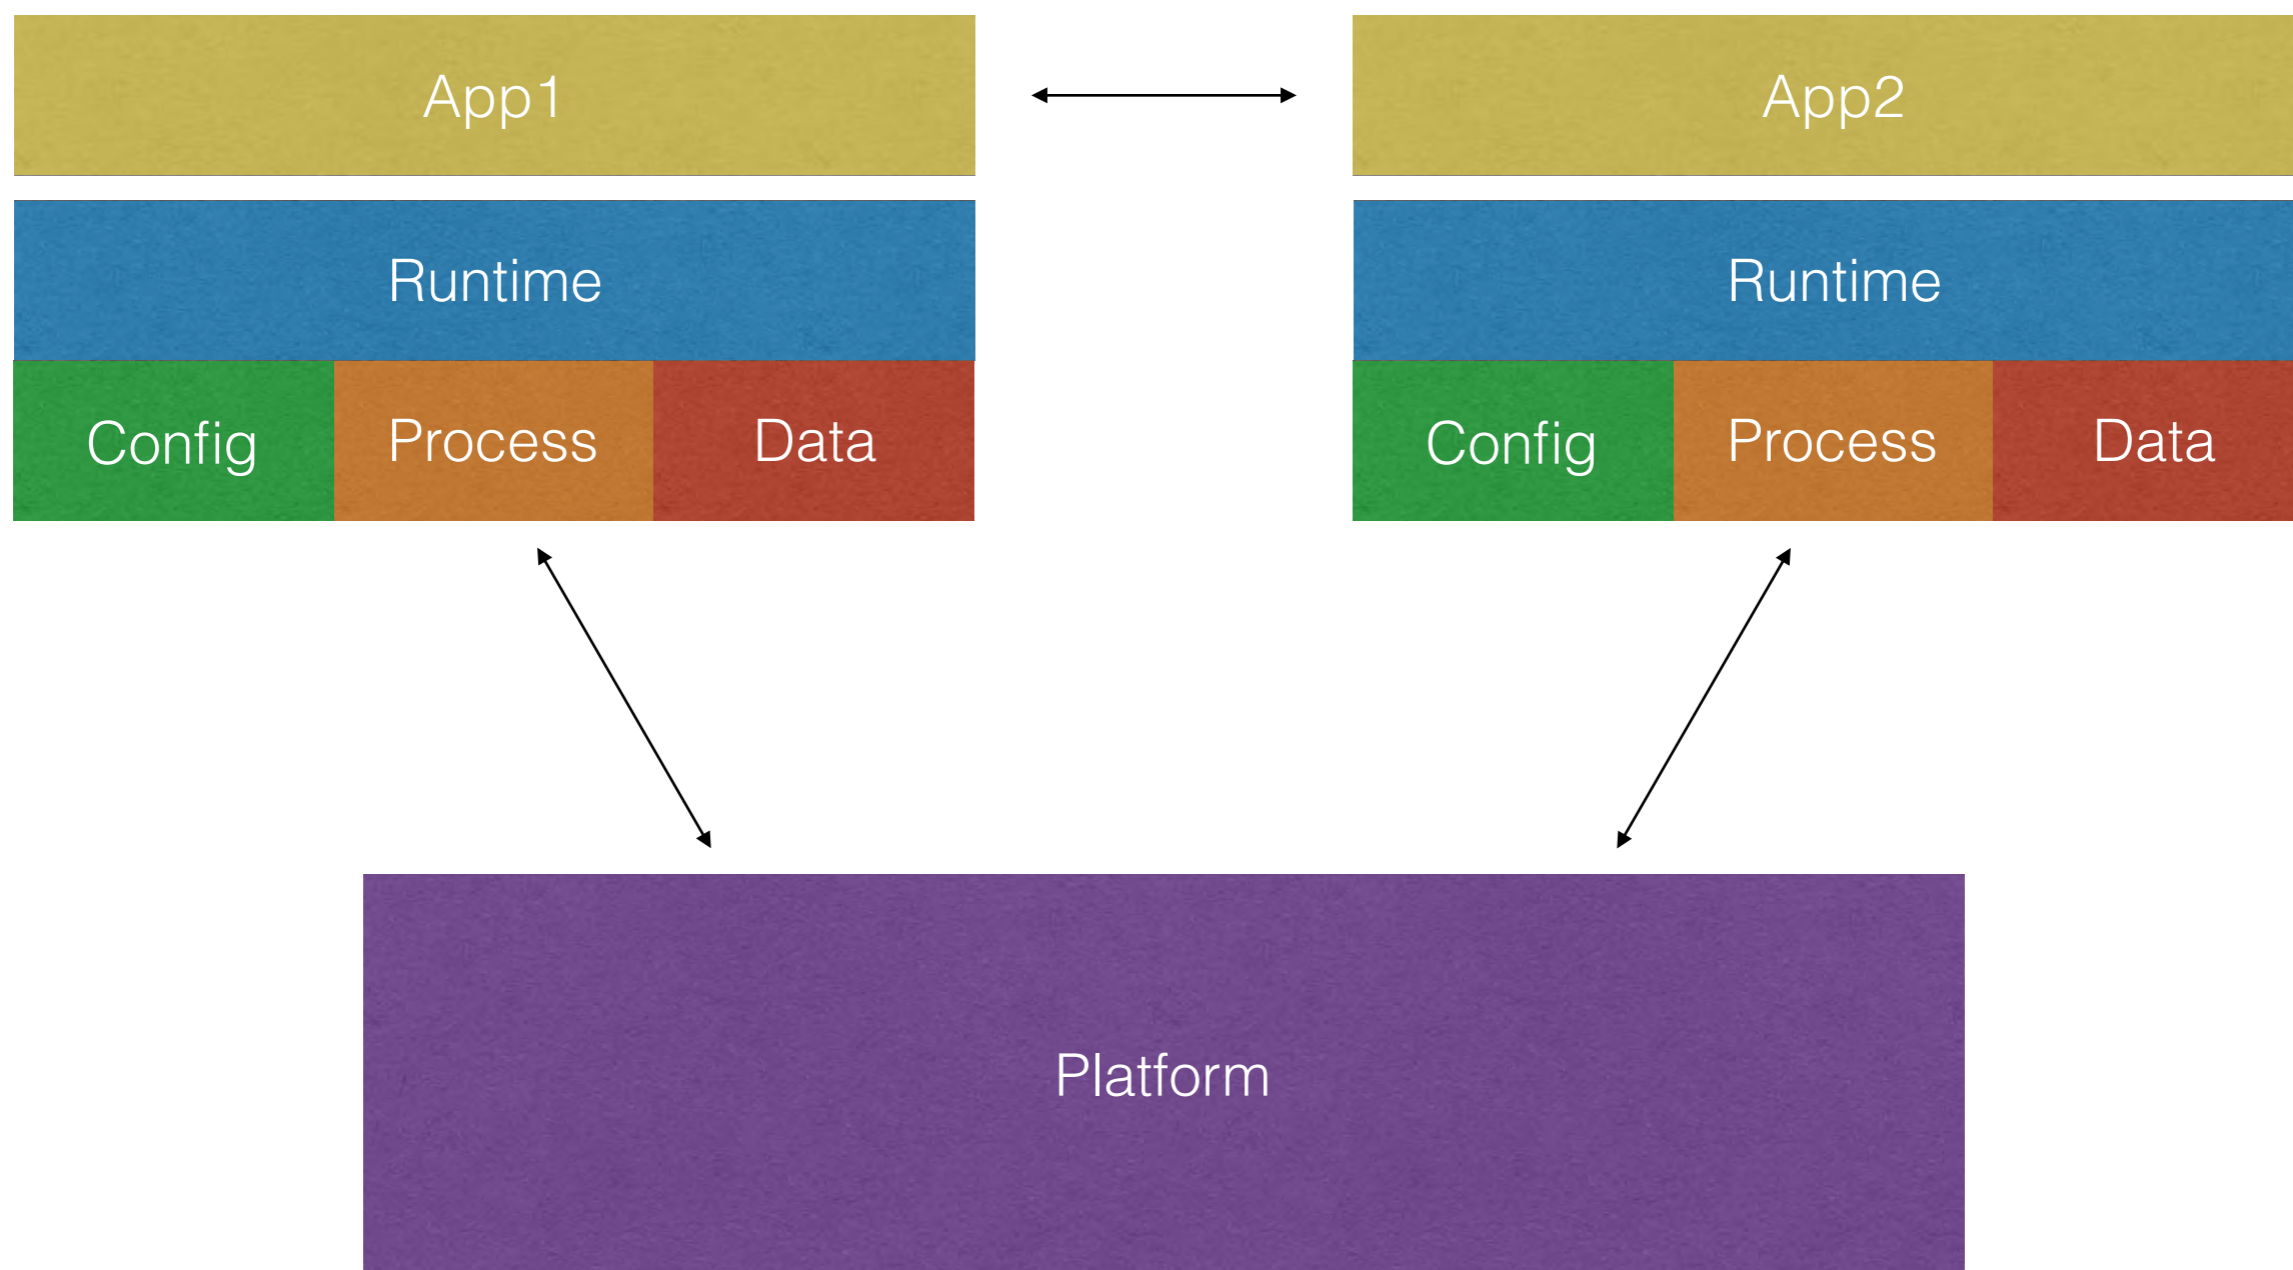 App1
App2
Runtime
Runtime
Config
Process
Data
Config
Process
Data
Platform